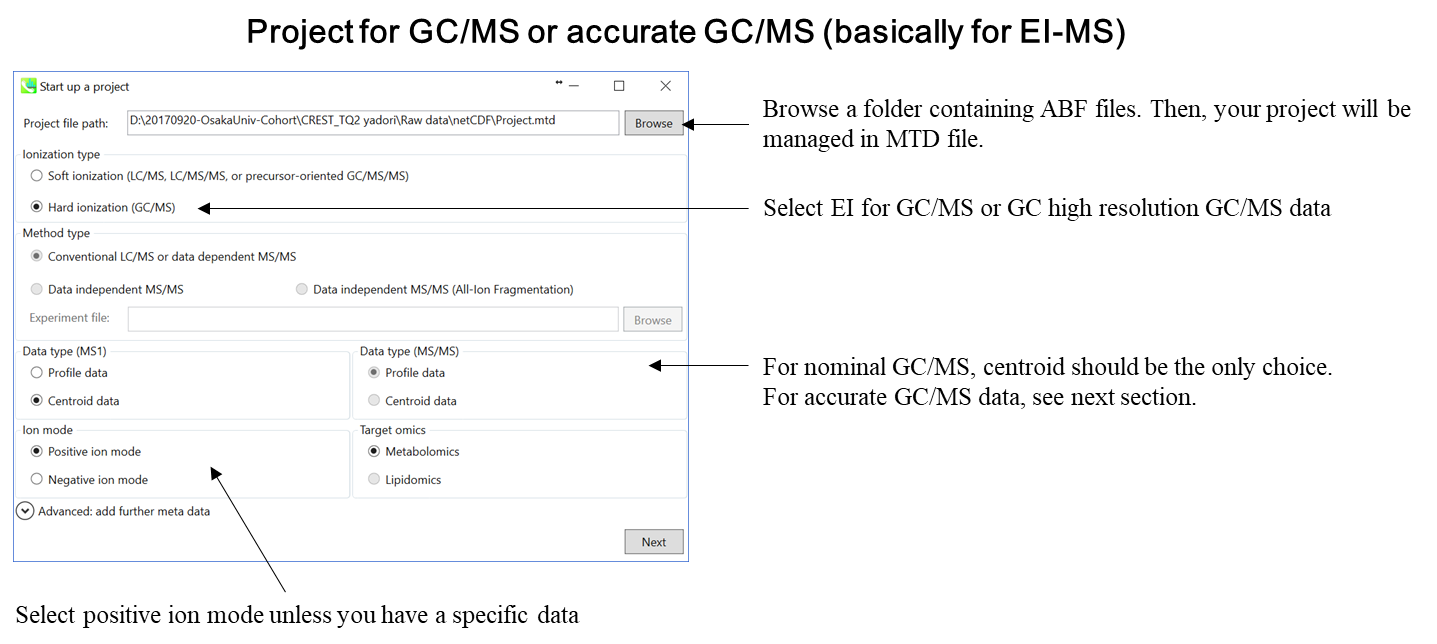 Project for GC/MS or accurate GC/MS (basically for EI-MS)
Start up a project
Project file path:
D:\20170920-OsakaUniv-Cohort\CREST_TQ2 yadori\Raw data\netCDF\Project.mtd
Browse
Browse a folder containing ABF files. Then, your project will be
managed in MTD file.
Ionization type
Soft ionization (LC/MS, LC/MS/MS, or precursor-oriented GC/MS/MS)
Hard ionization (GC/MS)
Select EI for GC/MS or GC high resolution GC/MS data
Method type
Conventional LC/MS or data dependent MS/MS
Data independent MS/MS
Data independent MS/MS (All-Ion Fragmentation)
Experiment file:
Browse
Data type (MS1)
Profile data
Centroid data
Data type (MS/MS)
Profile data
Centroid data
For nominal GC/MS, centroid should be the only choice.
For accurate GC/MS data, see next section.
Ion mode
Positive ion mode
Negative ion mode
Target omics
Metabolomics
Lipidomics
Advanced: add further meta data
Next
Select positive ion mode unless you have a specific data